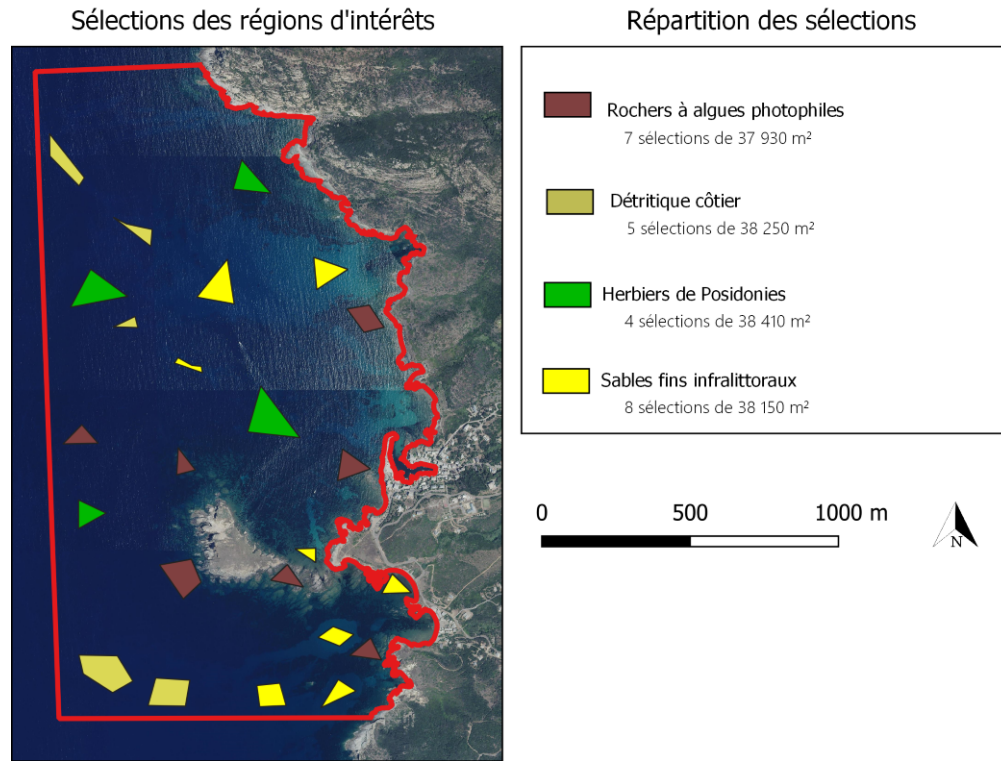 Sélections des régions d'intérêts
Répartition des sélections
Rochers à algues photophiles
7 sélections de 37 930 m²
Détritique côtier
5 sélections de 38 250 m²
Herbiers de Posidonies
4 sélections de 38 410 m²
Sables fins infralittoraux
8 sélections de 38 150 m²
0 500 1000 m
N